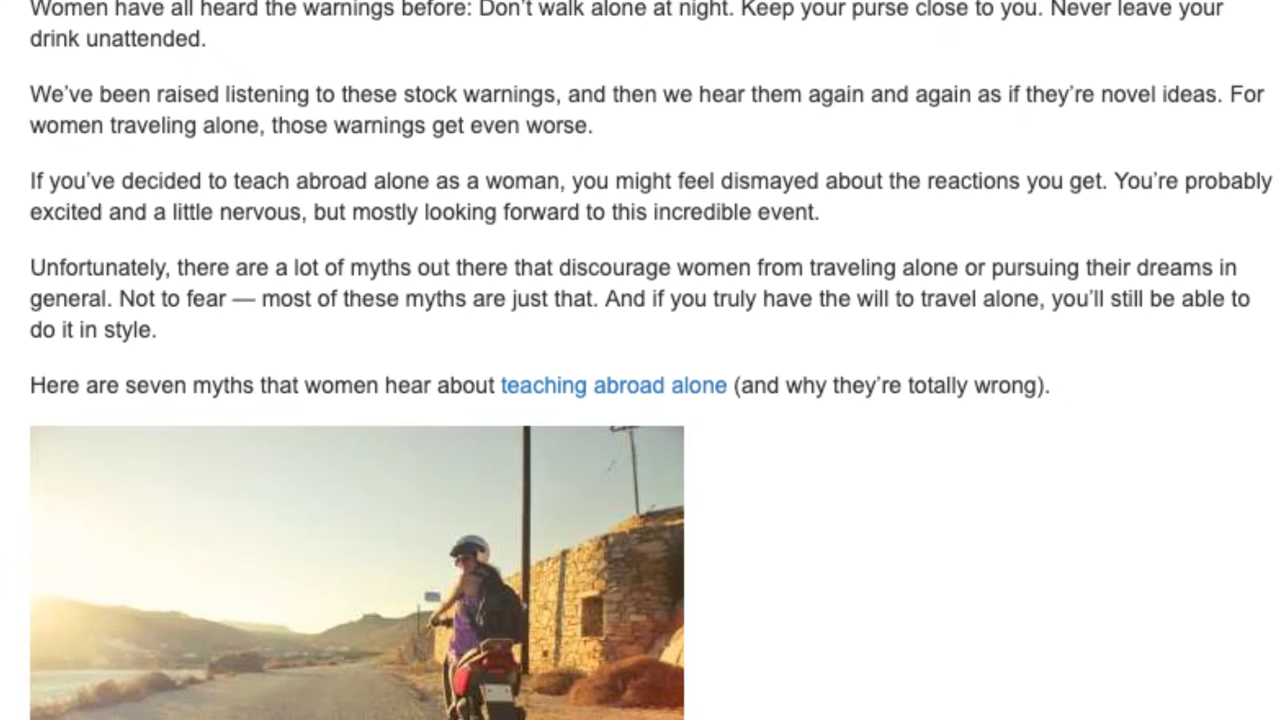 Women have all heard the warnings before: Don't walk alone at night. Keep your purse close to you. Never leave your
drink unattended.
We've been raised listening to these stock warnings, and then we hear them again and again as if they're novel ideas. For
women traveling alone, those warnings get even worse.
If you've decided to teach abroad alone as a woman, you might feel dismayed about the reactions you get. You're probably
excited and a little nervous, but mostly looking forward to this incredible event.
Unfortunately, there are a lot of myths out there that discourage women from traveling alone or pursuing their dreams in
general. Not to fear — most of these myths are just that. And if you truly have the will to travel alone, you'll still be able to
do it in style.
Here are seven myths that women hear about teaching abroad alone (and why they're totally wrong).